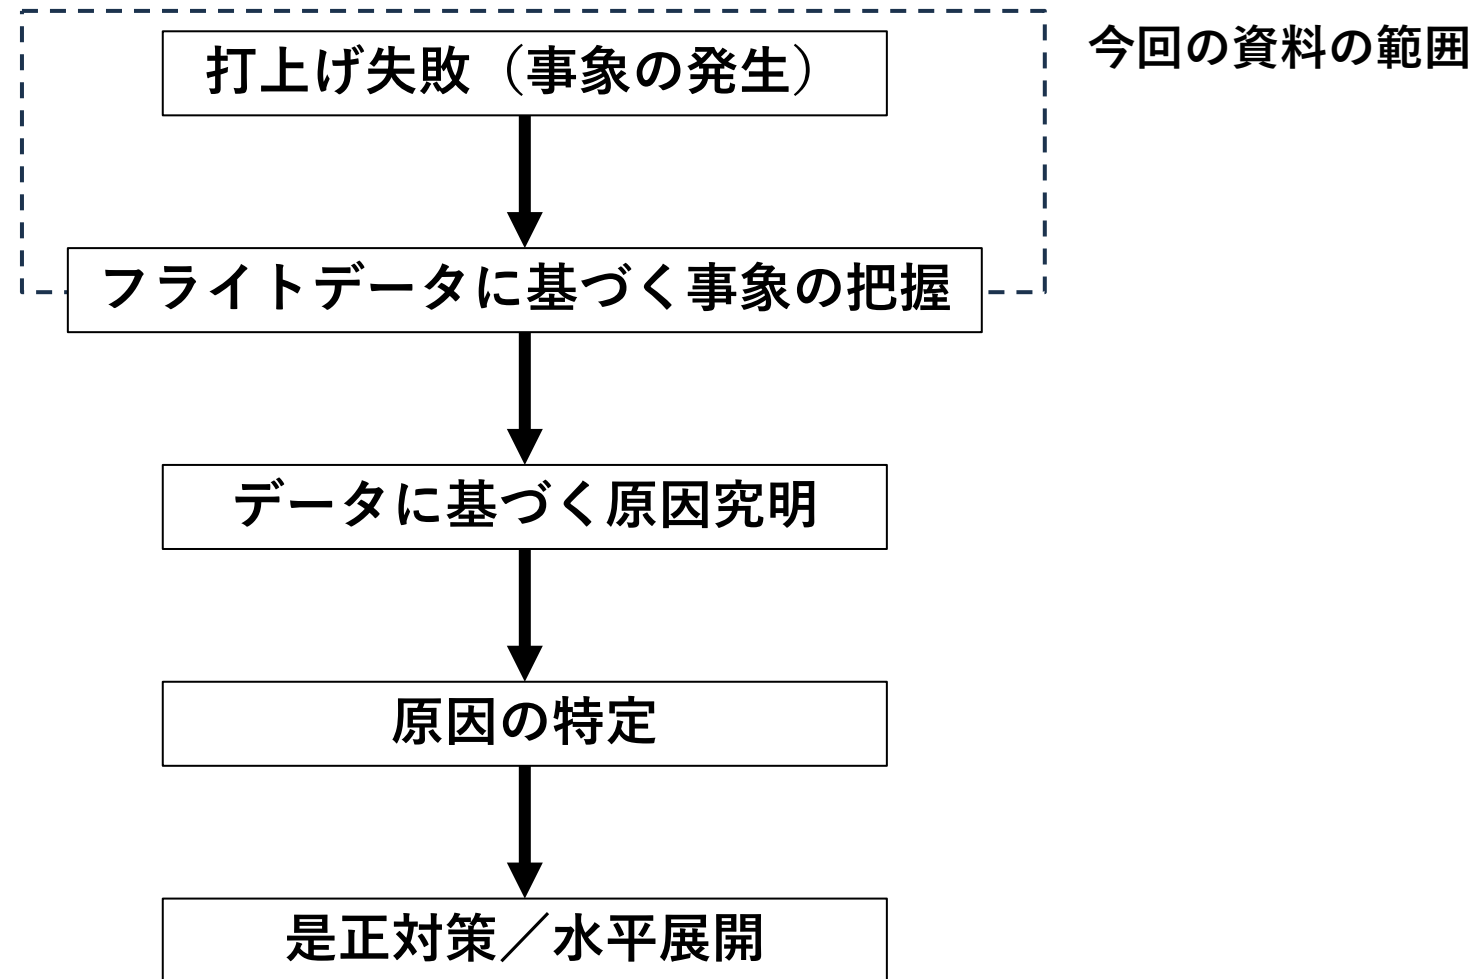 打上げ失敗（事象の発生）
今回の資料の範囲
フライトデータに基づく事象の把握
データに基づく原因究明
原因の特定
是正対策／水平展開